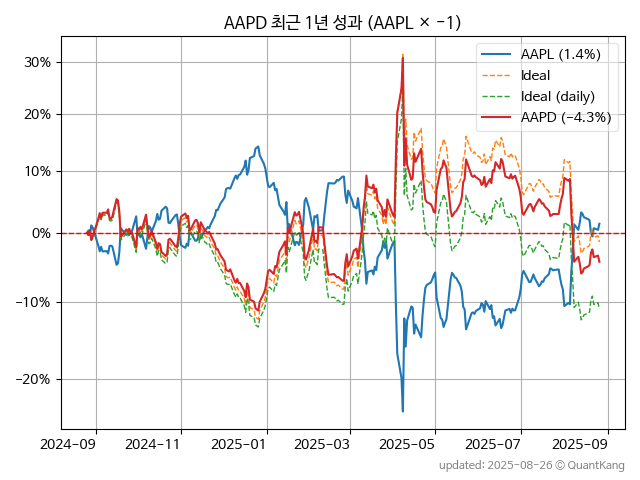 AAPD 최근 1년 성과 (AAPL × −1)
AAPL (1.4%)
Ideal
Ideal (daily)
AAPD (−4.3%)
30%
20%
10%
0%
−10%
−20%
2024−09
2024−11
2025−01
2025−03
2025−05
2025−07
2025−09
updated: 2025−08−26 © QuantKang